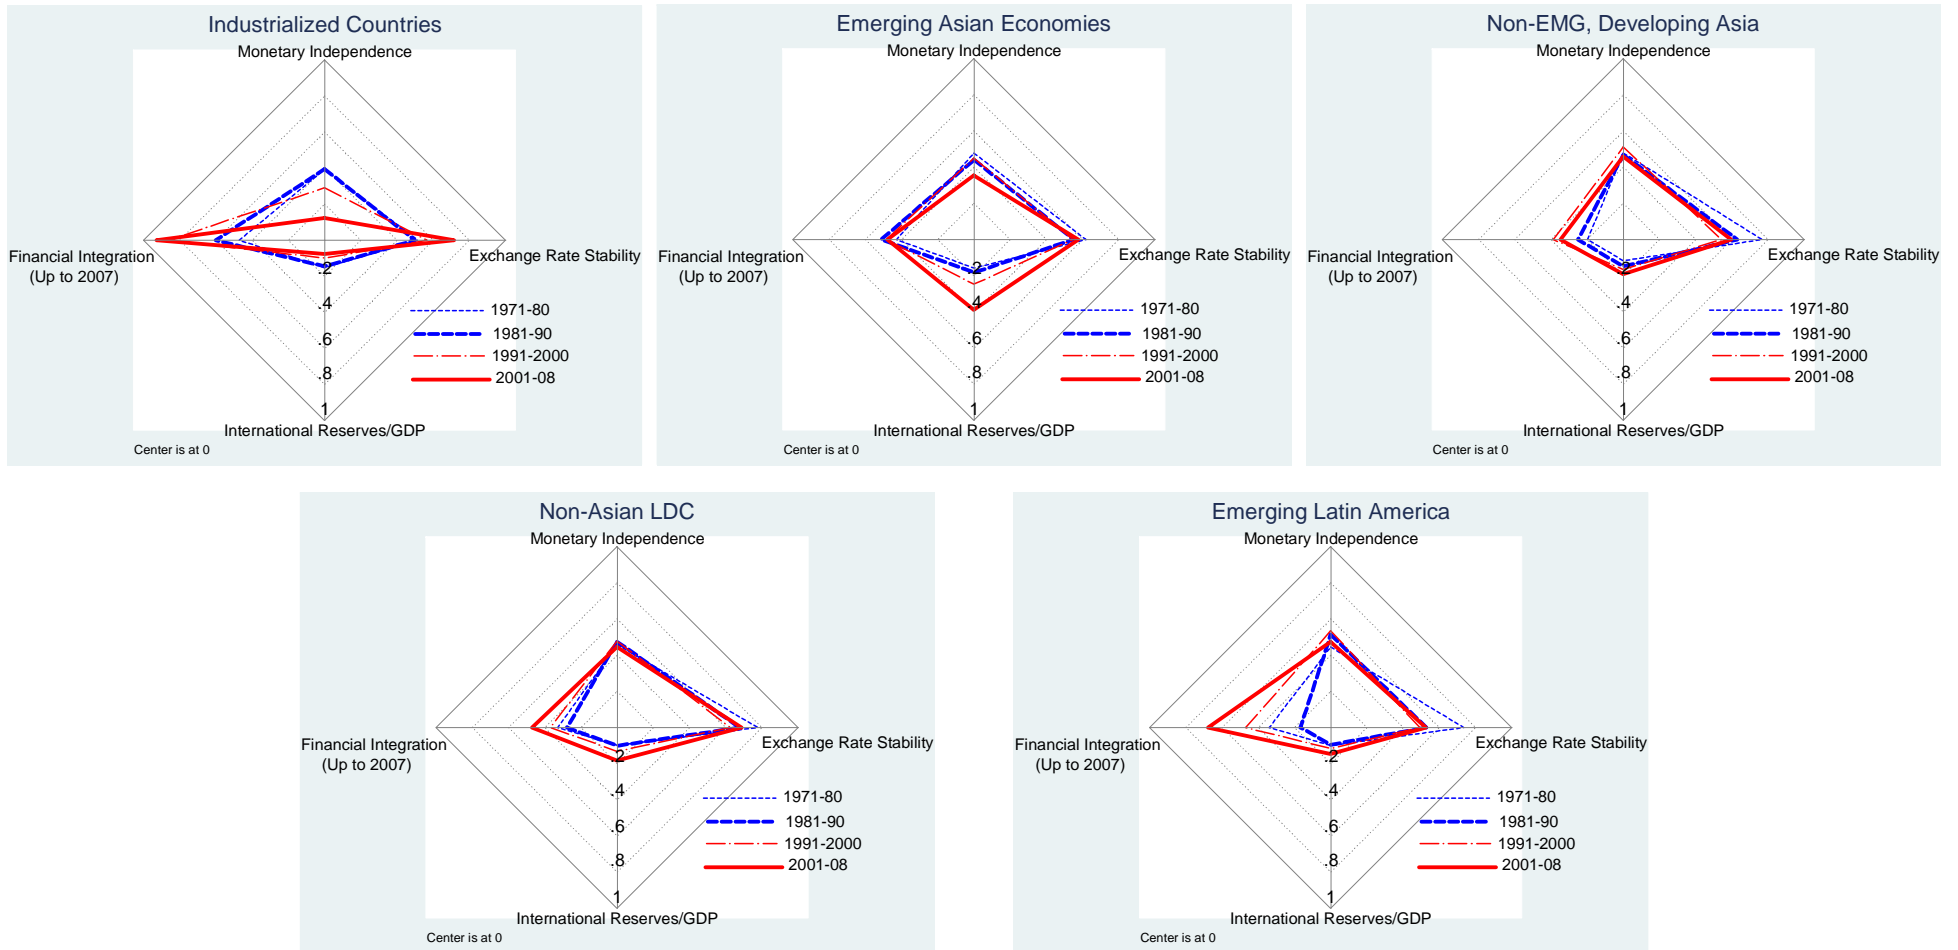 Industrialized Countries
Monetary Independence
Financial Integration
(Up to 2007)
Exchange Rate Stability
.2
.4
.6
.8
1
1971-80
1981-90
1991-2000
2001-08
International Reserves/GDP
Center is at 0
Emerging Asian Economies
Monetary Independence
Financial Integration
(Up to 2007)
Exchange Rate Stability
.2
.4
.6
.8
1
1971-80
1981-90
1991-2000
2001-08
International Reserves/GDP
Center is at 0
Non-EMG, Developing Asia
Monetary Independence
Financial Integration
(Up to 2007)
Exchange Rate Stability
.2
.4
.6
.8
1
1971-80
1981-90
1991-2000
2001-08
International Reserves/GDP
Center is at 0
Non-Asian LDC
Monetary Independence
Financial Integration
(Up to 2007)
Exchange Rate Stability
.2
.4
.6
.8
1
1971-80
1981-90
1991-2000
2001-08
International Reserves/GDP
Center is at 0
Emerging Latin America
Monetary Independence
Financial Integration
(Up to 2007)
Exchange Rate Stability
.2
.4
.6
.8
1
1971-80
1981-90
1991-2000
2001-08
International Reserves/GDP
Center is at 0